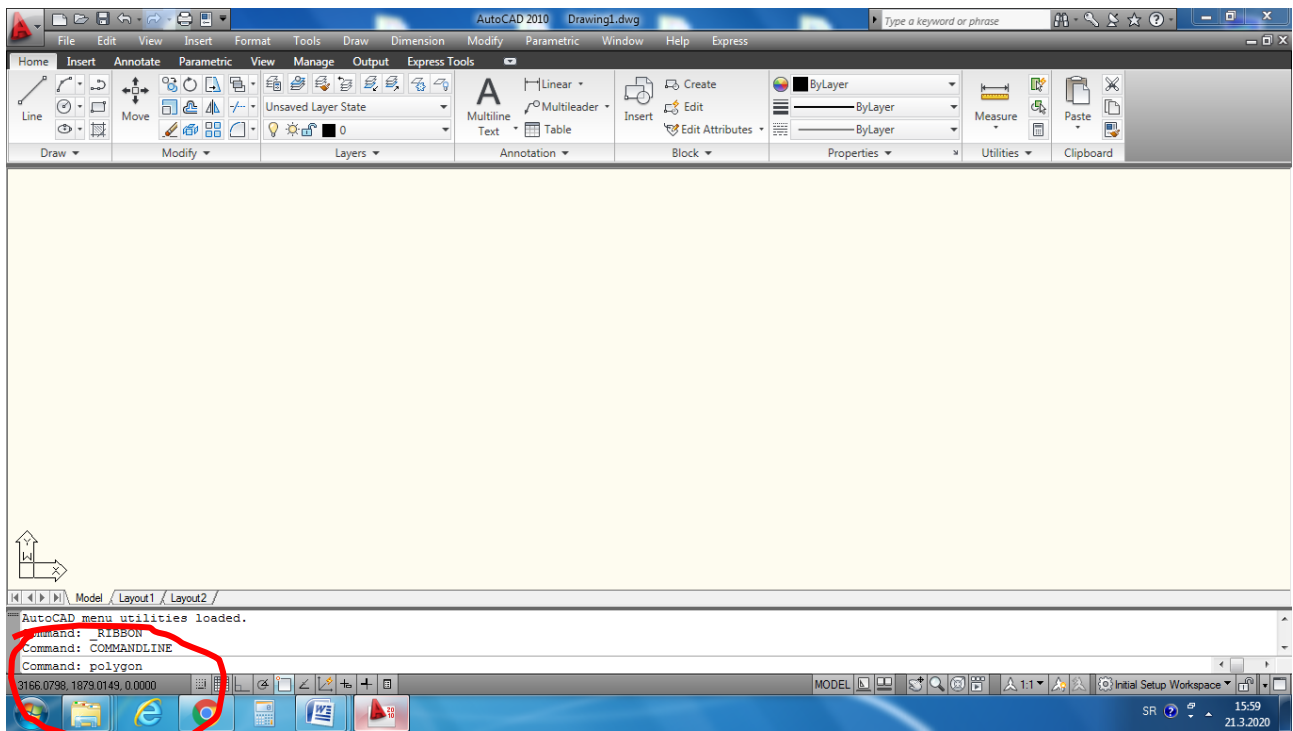 AutoCAD 2010 Drawing1.dwg Type a keyword or phrase
File Edit View Insert Format Tools Draw Dimension Modify Parametric Window Help Express
Home Insert Annotate Parametric View Manage Output Express Tools
Linear Create ByLayer
Unsaved Layer State Multileader Edit ByLayer
Line Move Multiline Text Insert Measure Paste
0 Table Edit Attributes ByLayer
Draw Modify Layers Annotation Block Properties Utilities Clipboard
Y
W
X
Model Layout1 Layout2
AutoCAD menu utilities loaded.
Command: _RIBBON
Command: COMMANDLINE
Command: polygon
3166.0798, 1879.0149, 0.0000 MODEL 1:1 Initial Setup Workspace
SR 15:59
21.3.2020